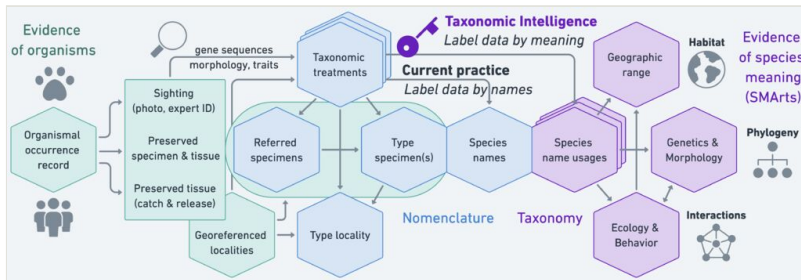 Evidence
of organisms
gene sequences
morphology, traits
Taxonomic
treatments
Taxonomic Intelligence
Label data by meaning
Current practice
Label data by names
Geographic
range
Habitat
Evidence
of species
meaning
(SMArts)
Organismal
occurrence
record
Sighting
(photo, expert ID)
Preserved
specimen & tissue
Preserved tissue
(catch & release)
Referred
specimens
Type
specimen(s)
Species
names
Species
name usages
Genetics &
Morphology
Phylogeny
Georeferenced
localities
Type locality
Nomenclature
Taxonomy
Ecology &
Behavior
Interactions